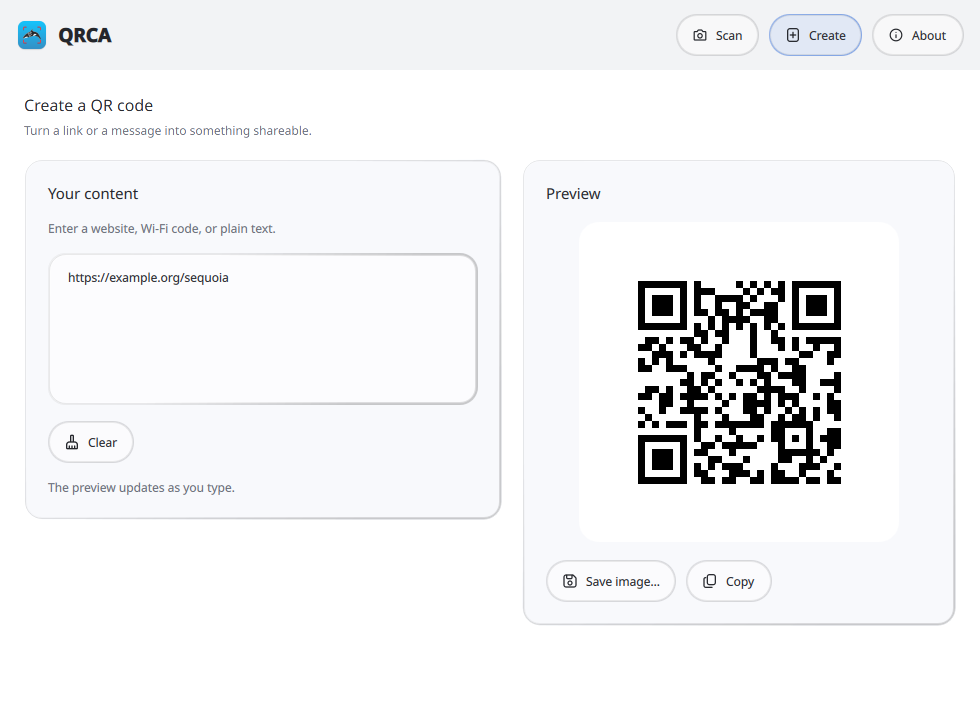 QRCA
Scan
Create
About
Create a QR code
Turn a link or a message into something shareable.
Your content
Enter a website, Wi-Fi code, or plain text.
https://example.org/sequoia
Clear
The preview updates as you type.
Preview
Save image...
Copy